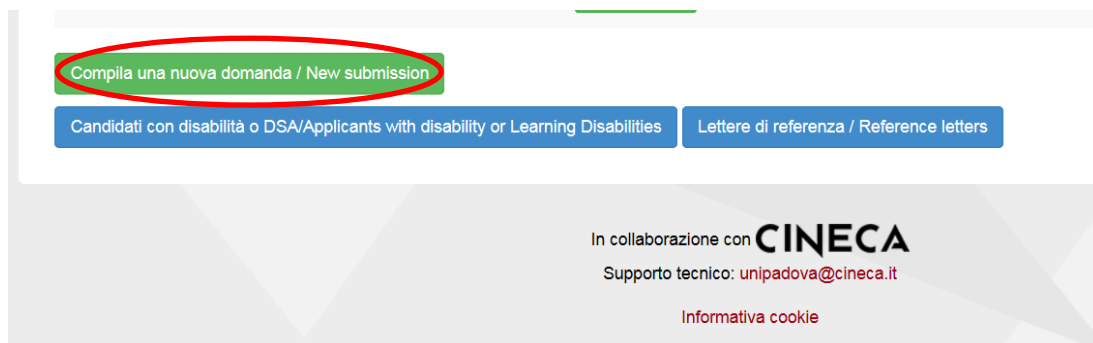 Compila una nuova domanda / New submission
Candidati con disabilità o DSA/Applicants with disability or Learning Disabilities
Lettere di referenza / Reference letters
In collaborazione con CINECA
Supporto tecnico: unipadova@cineca.it
Informativa cookie